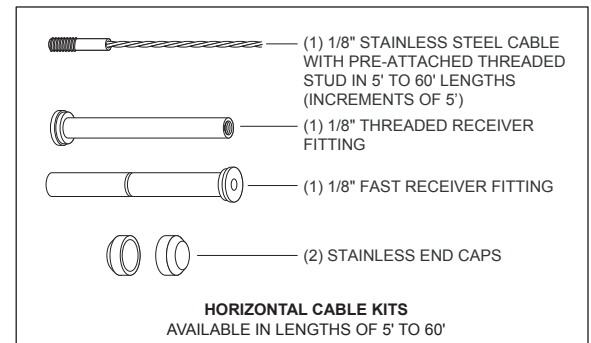 (1) 1/8" STAINLESS STEEL CABLE
WITH PRE-ATTACHED THREADED
STUD IN 5' TO 60' LENGTHS
(INCREMENTS OF 5’)
(1) 1/8" THREADED RECEIVER
FITTING
(1) 1/8" FAST RECEIVER FITTING
(2) STAINLESS END CAPS
HORIZONTAL CABLE KITS
AVAILABLE IN LENGTHS OF 5' TO 60'